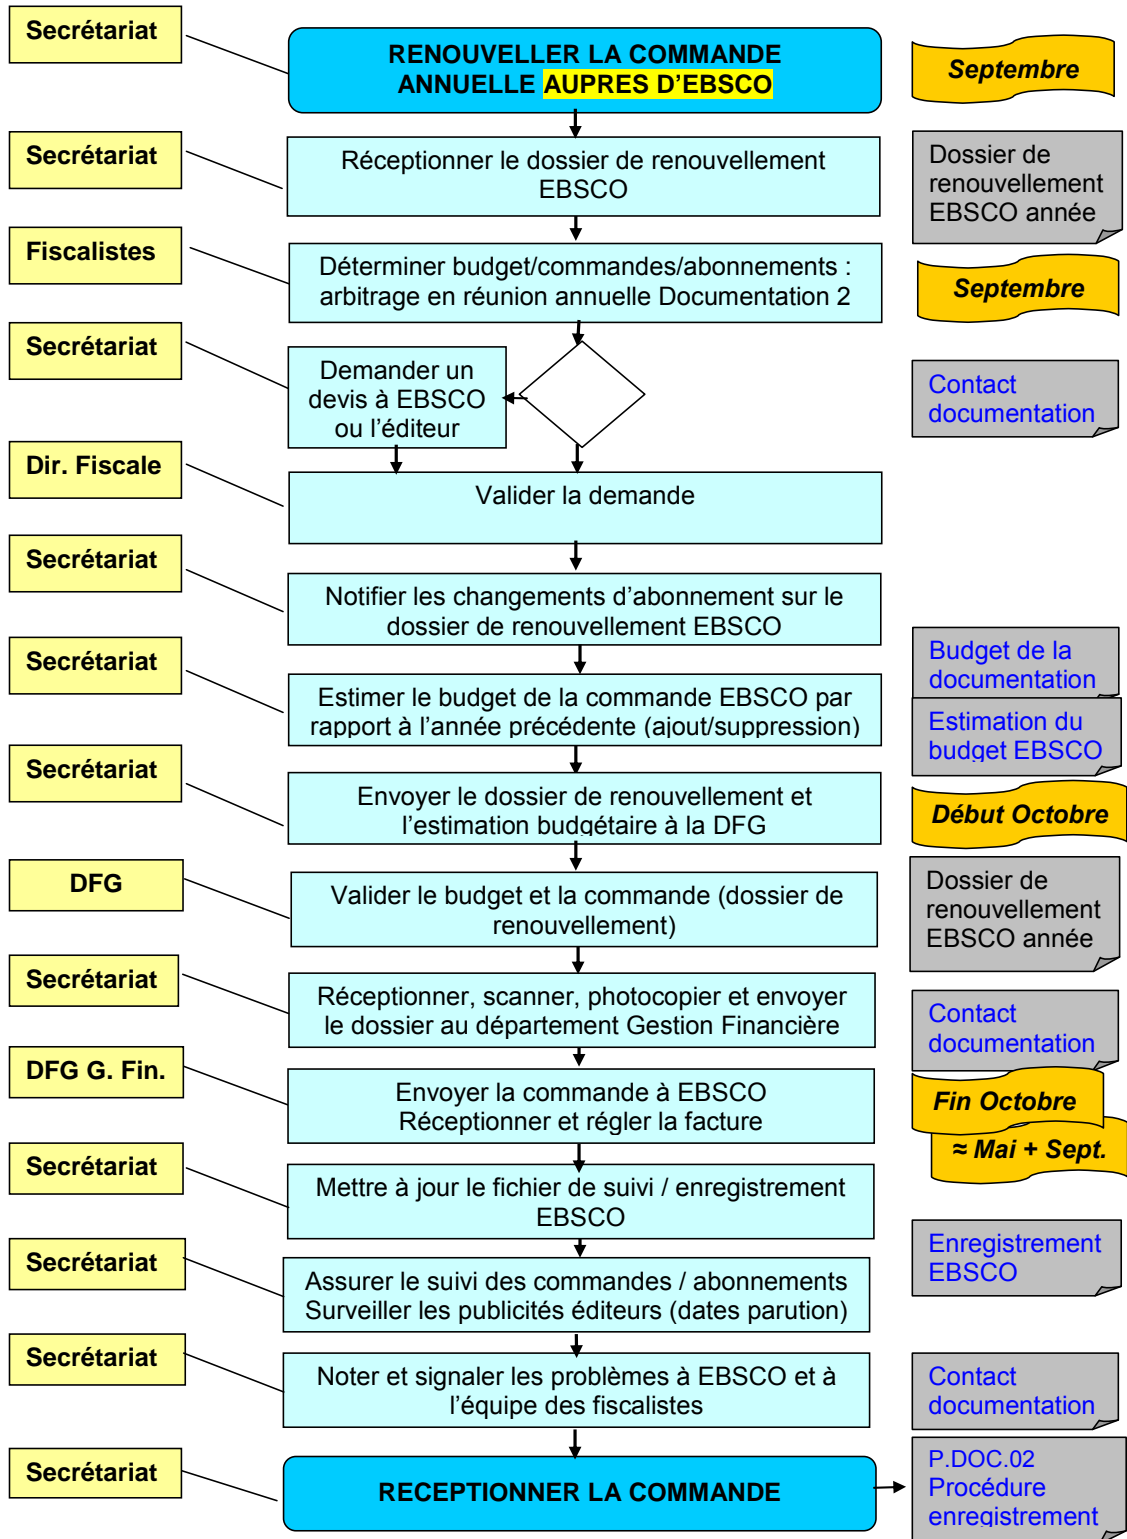 Secrétariat
RENOUVELLER LA COMMANDE
ANNUELLE AUPRES D'EBSCO
Septembre
Secrétariat
Réceptionner le dossier de renouvellement
EBSCO
Dossier de
renouvellement
EBSCO année
Fiscalistes
Déterminer budget/commandes/abonnements :
arbitrage en réunion annuelle Documentation 2
Septembre
Secrétariat
Demander un
devis à EBSCO
ou l'éditeur
Contact
documentation
Dir. Fiscale
Valider la demande
Secrétariat
Notifier les changements d'abonnement sur le
dossier de renouvellement EBSCO
Secrétariat
Estimer le budget de la commande EBSCO par
rapport à l'année précédente (ajout/suppression)
Budget de la
documentation
Estimation du
budget EBSCO
Secrétariat
Envoyer le dossier de renouvellement et
l'estimation budgétaire à la DFG
Début Octobre
DFG
Valider le budget et la commande (dossier de
renouvellement)
Dossier de
renouvellement
EBSCO année
Secrétariat
Réceptionner, scanner, photocopier et envoyer
le dossier au département Gestion Financière
Contact
documentation
DFG G. Fin.
Envoyer la commande à EBSCO
Réceptionner et régler la facture
Fin Octobre
≈ Mai + Sept.
Secrétariat
Mettre à jour le fichier de suivi / enregistrement
EBSCO
Secrétariat
Assurer le suivi des commandes / abonnements
Surveiller les publicités éditeurs (dates parution)
Enregistrement
EBSCO
Secrétariat
Noter et signaler les problèmes à EBSCO et à
l'équipe des fiscalistes
Contact
documentation
Secrétariat
RECEPTIONNER LA COMMANDE
P.DOC.02
Procédure
enregistrement